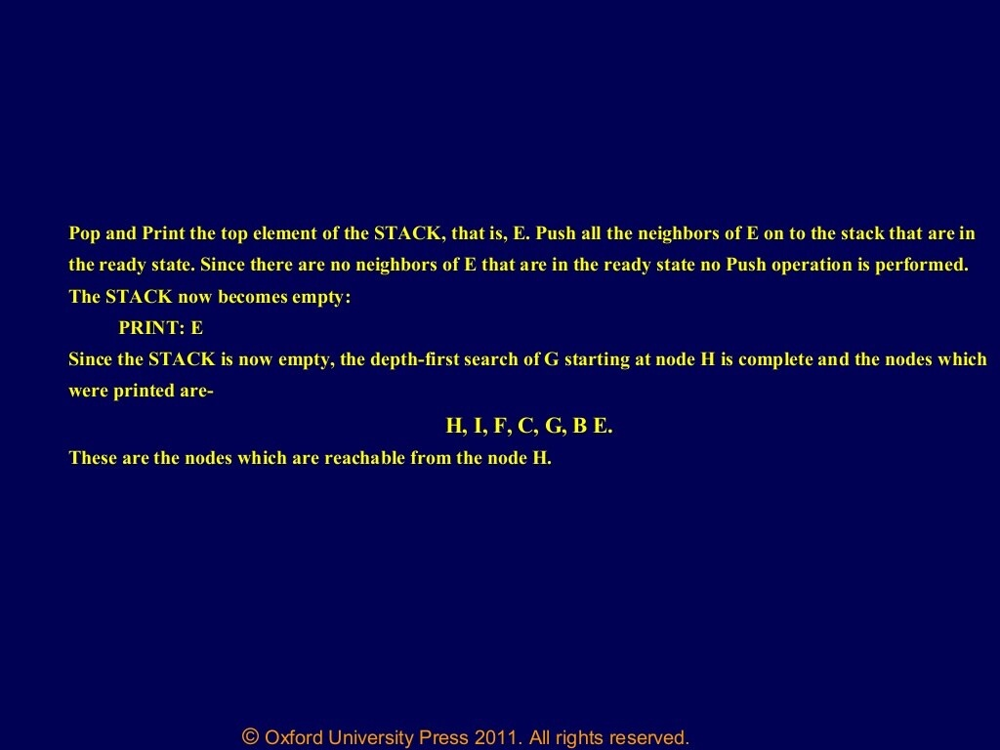 Pop and Print the top element of the STACK, that is, E. Push all the neighbors of E on to the stack that are in
the ready state. Since there are no neighbors of E that are in the ready state no Push operation is performed.
The STACK now becomes empty:
PRINT: E
Since the STACK is now empty, the depth-first search of G starting at node H is complete and the nodes which
were printed are-
H, I, F, C, G, B E.
These are the nodes which are reachable from the node H.
© Oxford University Press 2011. All rights reserved.